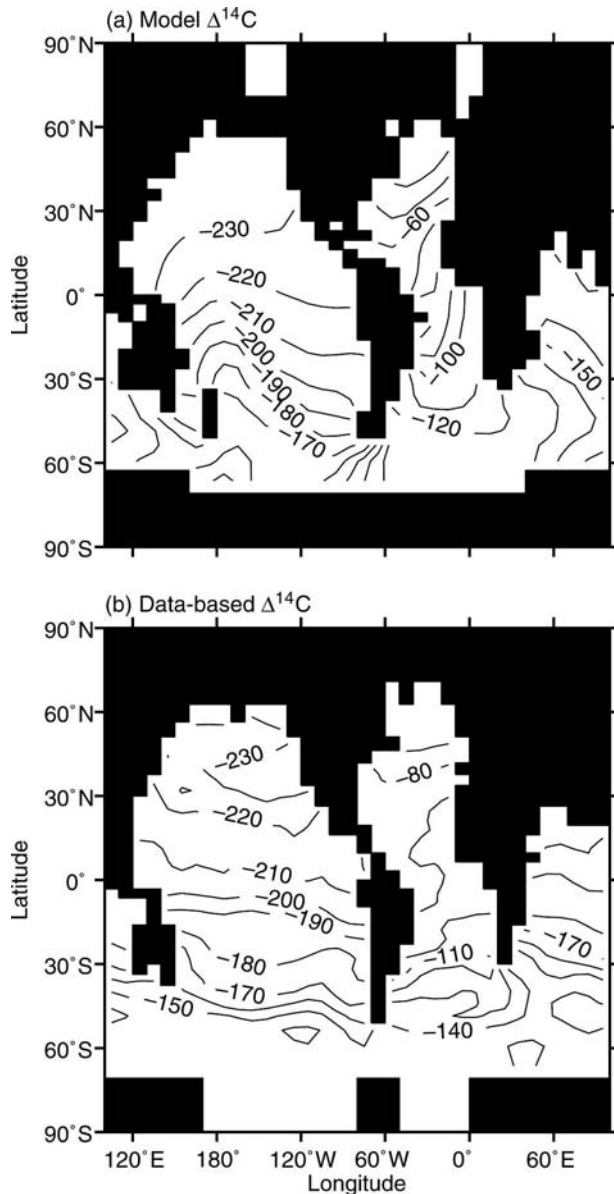 (a) Model Δ¹⁴C
90°N
60°N
30°N
0°
30°S
60°S
90°S
Latitude
−230
−220
−210
−200
−190
−180
−170
−60
−100
−120
−150
(b) Data-based Δ¹⁴C
90°N
60°N
30°N
0°
30°S
60°S
90°S
Latitude
−230
−80
−220
−210
−200
−190
−180
−170
−150
−110
−170
−140
120°E 180° 120°W 60°W 0° 60°E
Longitude